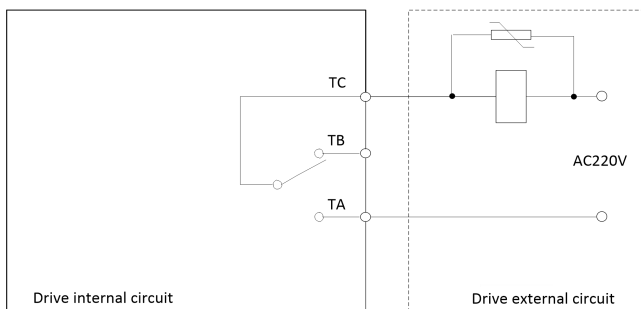 TC
TB
AC220V
TA
Drive internal circuit
Drive external circuit